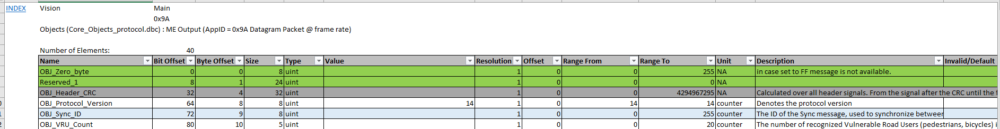 INDEX Vision Main
0x9A
Objects (Core_Objects_protocol.dbc) : ME Output (AppID = 0x9A Datagram Packet @ frame rate)
Number of Elements: 40
Name Bit Offset Byte Offset Size Type Value Resolution Offset Range From Range To Unit Description Invalid/Default
OBJ_Zero_byte 0 0 8 uint 1 0 0 255 NA in case set to FF message is not available.
Reserved_1 8 1 24 uint 1 0 0 0 NA
OBJ_Header_CRC 32 4 32 uint 1 0 0 4294967295 NA Calculated over all header signals. From the signal after the CRC until the f
0 OBJ_Protocol_Version 64 8 8 uint 14 1 0 14 14 counter Denotes the protocol version
1 OBJ_Sync_ID 72 9 8 uint 1 0 0 255 counter The ID of the Sync message, used to synchronize between
2 OBJ_VRU_Count 80 10 5 uint 1 0 0 20 counter The number of recognized Vulnerable Road Users (pedestrians, bicycles) i